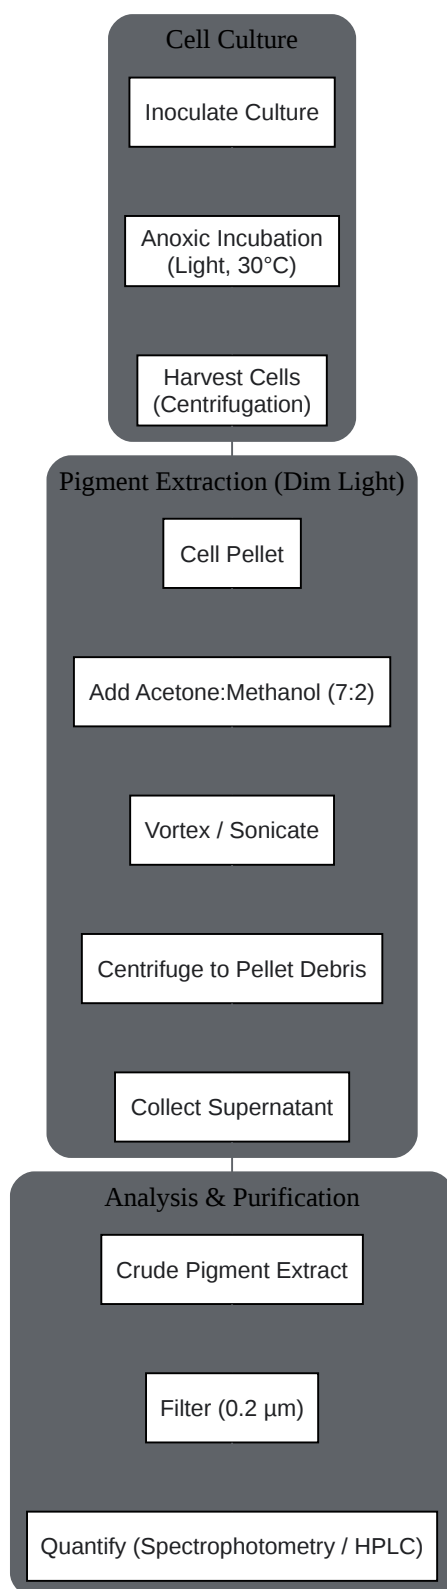 Cell Culture
Inoculate Culture
Anoxic Incubation
(Light, 30°C)
Harvest Cells
(Centrifugation)
Pigment Extraction (Dim Light)
Cell Pellet
Add Acetone:Methanol (7:2)
Vortex / Sonicate
Centrifuge to Pellet Debris
Collect Supernatant
Analysis & Purification
Crude Pigment Extract
Filter (0.2 µm)
Quantify (Spectrophotometry / HPLC)